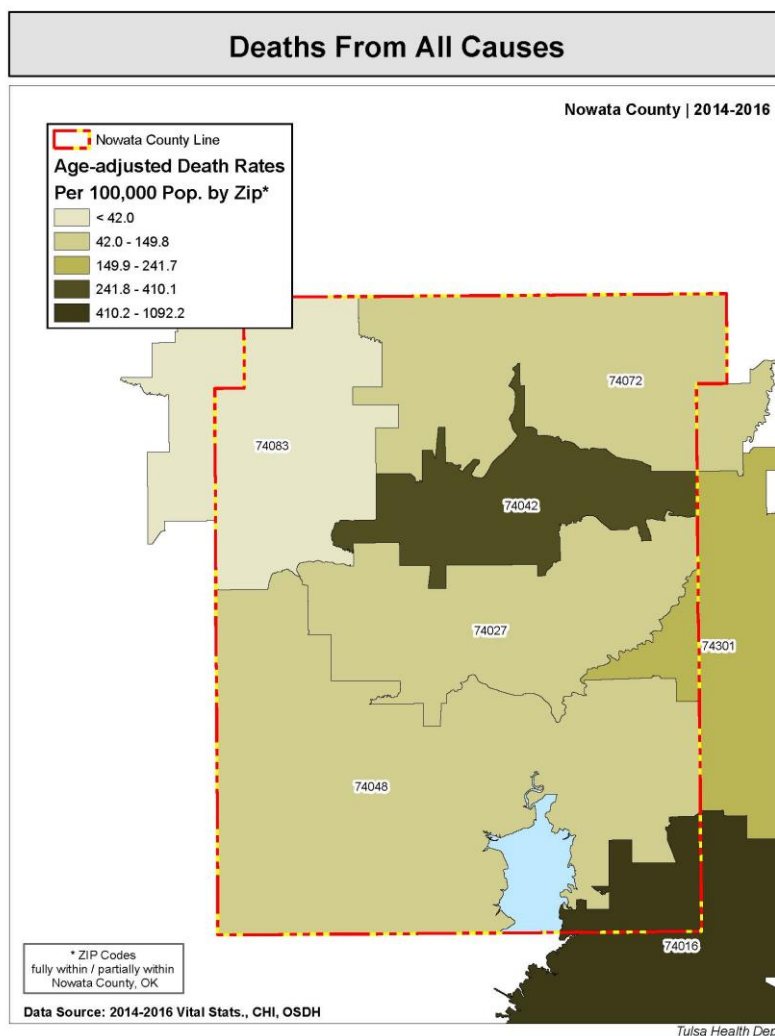 Deaths From All Causes
Nowata County | 2014-2016
Nowata County Line
Age-adjusted Death Rates
Per 100,000 Pop. by Zip*
< 42.0
42.0 - 149.8
149.9 - 241.7
241.8 - 410.1
410.2 - 1092.2
74072
74083
74042
74027
74301
74048
74016
* ZIP Codes
fully within / partially within
Nowata County, OK
Data Source: 2014-2016 Vital Stats., CHI, OSDH
Tulsa Health Dep